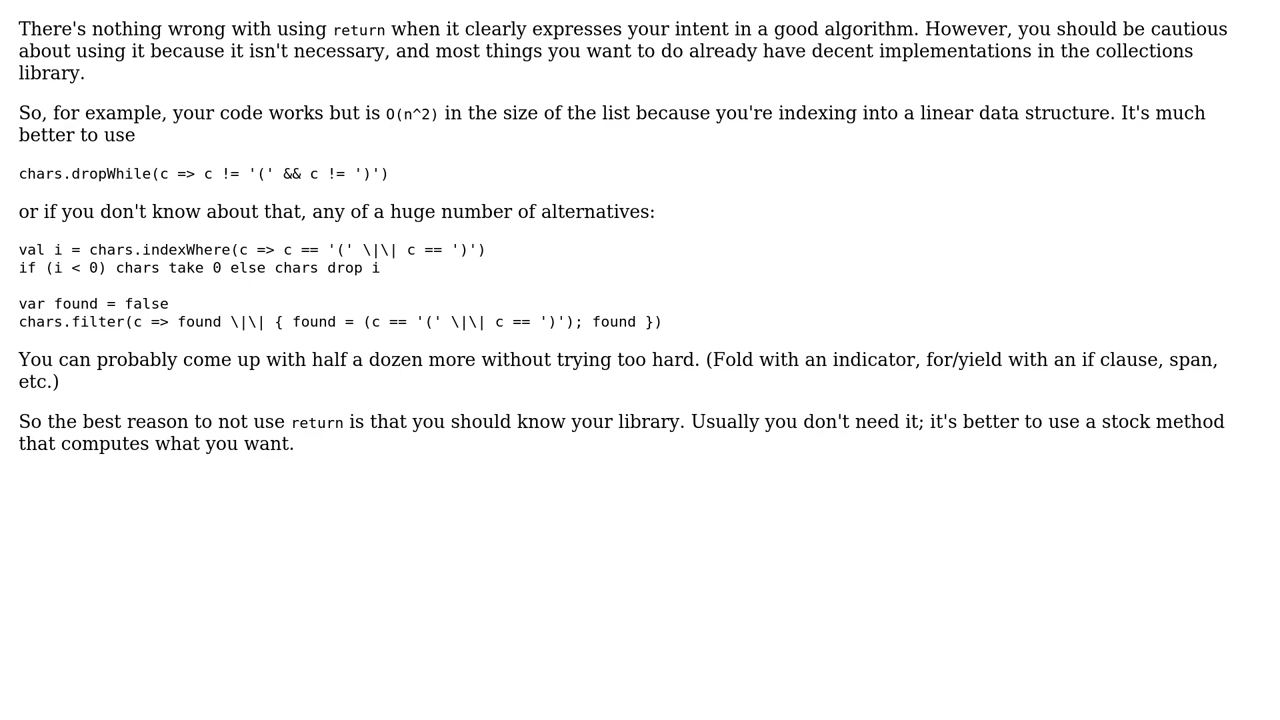 There's nothing wrong with using return when it clearly expresses your intent in a good algorithm. However, you should be cautious
about using it because it isn't necessary, and most things you want to do already have decent implementations in the collections
library.
So, for example, your code works but is O(n^2) in the size of the list because you're indexing into a linear data structure. It's much
better to use
chars.dropWhile(c => c != '(' && c != ')')
or if you don't know about that, any of a huge number of alternatives:
val i = chars.indexWhere(c => c == '(' \|\| c == ')')
if (i < 0) chars take 0 else chars drop i
var found = false
chars.filter(c => found \|\| { found = (c == '(' \|\| c == ')'); found })
You can probably come up with half a dozen more without trying too hard. (Fold with an indicator, for/yield with an if clause, span,
etc.)
So the best reason to not use return is that you should know your library. Usually you don't need it; it's better to use a stock method
that computes what you want.